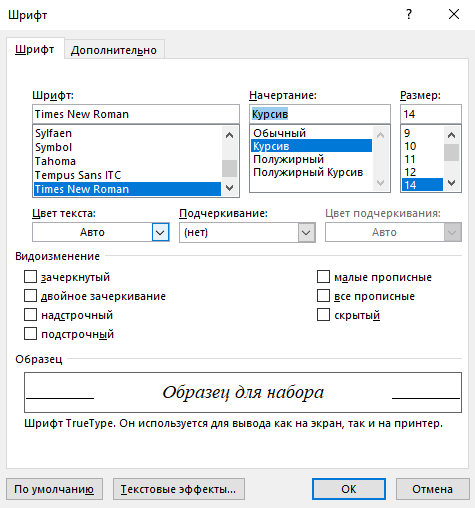 Шрифт ? ×
Шрифт Дополнительно
Шрифт: Начертание: Размер:
Times New Roman Курсив 14
Sylfaen Обычный 9
Symbol Курсив 10
Tahoma Полужирный 11
Tempus Sans ITC Полужирный Курсив 12
Times New Roman 14
Цвет текста: Подчеркивание: Цвет подчеркивания:
Авто (нет) Авто
Видоизменение
зачеркнутый малые прописные
двойное зачеркивание все прописные
надстрочный скрытый
подстрочный
Образец
Образец для набора
Шрифт TrueType. Он используется для вывода как на экран, так и на принтер.
По умолчанию Текстовые эффекты... ОК Отмена